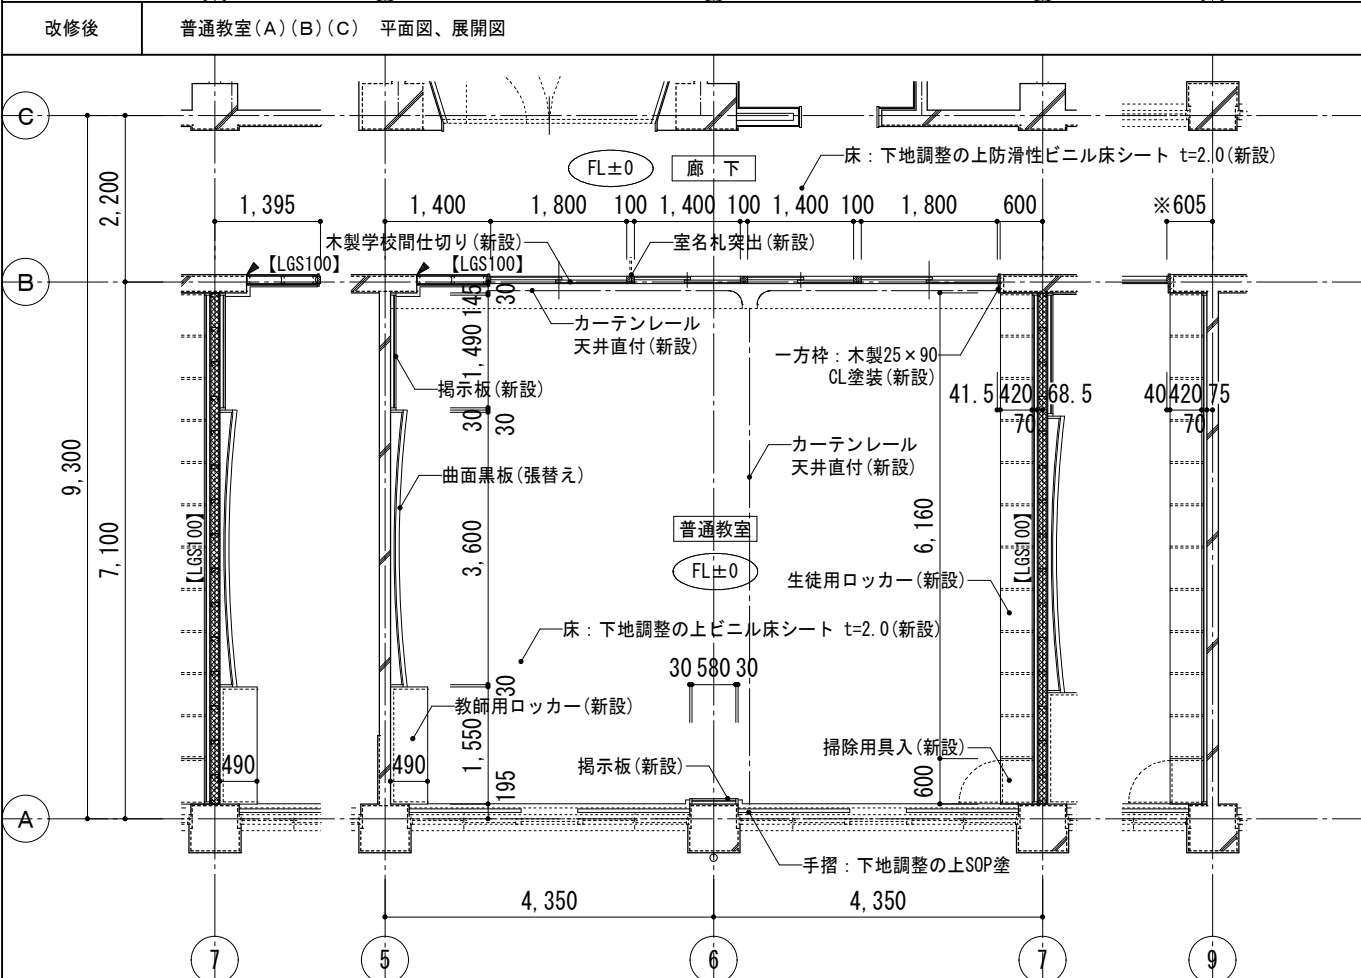 改修後
普通教室(A)(B)(C) 平面図、展開図
C
FL±0
廊 下
床：下地調整の上防滑性ビニル床シート t=2.0(新設)
2,200
1,395
1,400
1,800
100
1,400
100
1,400
100
1,800
600
※605
木製学校間仕切り(新設)
室名札突出(新設)
【LGS100】
【LGS100】
B
145
30
カーテンレール
天井直付(新設)
1,490
一方枠：木製25×90
CL塗装(新設)
掲示板(新設)
41.5
420
68.5
70
40
420
75
70
30
30
カーテンレール
天井直付(新設)
9,300
曲面黒板(張替え)
7,100
【LGS100】
3,600
普通教室
FL±0
6,160
【LGS100】
生徒用ロッカー(新設)
床：下地調整の上ビニル床シート t=2.0(新設)
30
580
30
30
教師用ロッカー(新設)
1,550
掃除用具入(新設)
490
490
掲示板(新設)
195
600
A
手摺：下地調整の上SOP塗
4,350
4,350
7
5
6
7
9